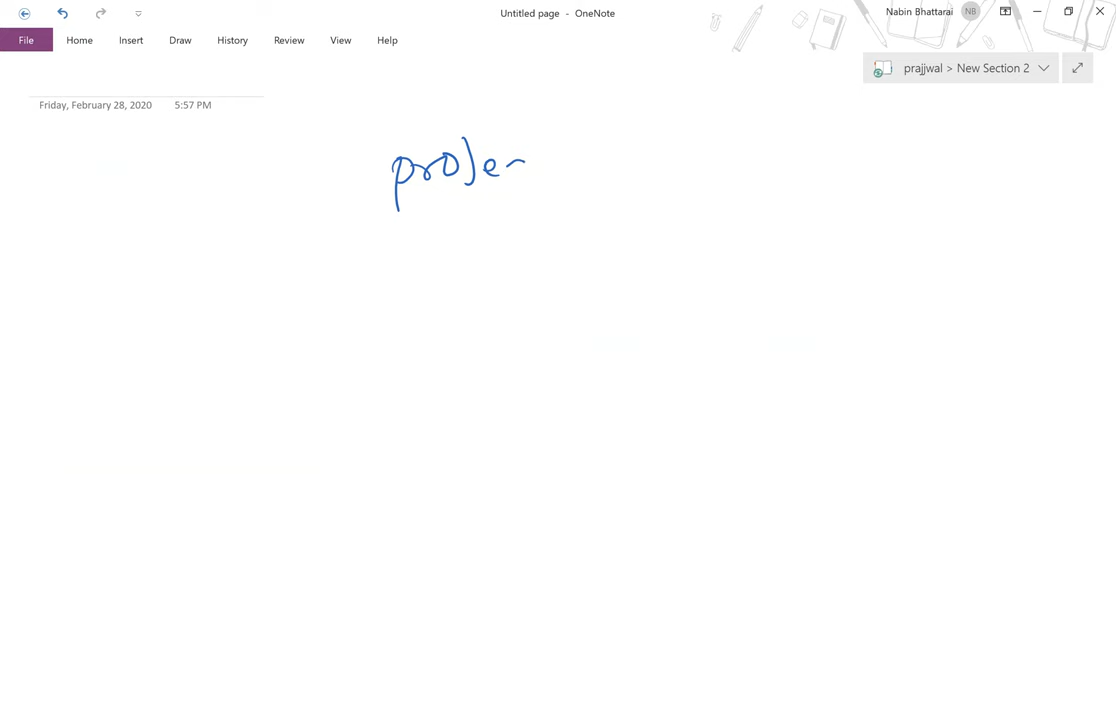 Untitled page - OneNote
Nabin Bhattarai NB
File Home Insert Draw History Review View Help
prajjwal > New Section 2
Friday, February 28, 2020 5:57 PM